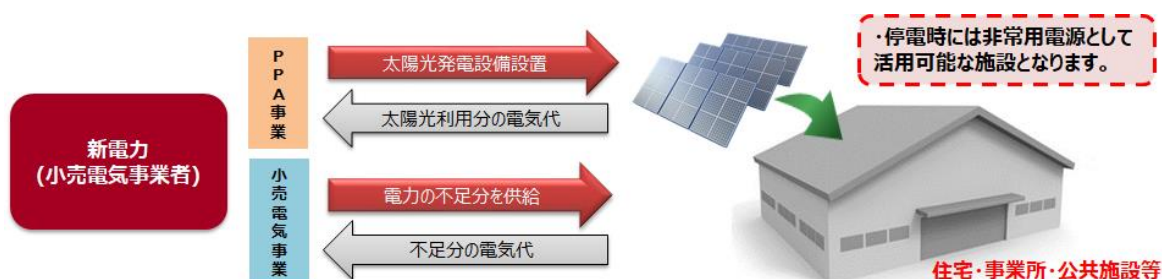 新電力
(小売電気事業者)
PPA事業
太陽光発電設備設置
太陽光利用分の電気代
小売電気事業
電力の不足分を供給
不足分の電気代
・停電時には非常用電源として
活用可能な施設となります。
住宅・事業所・公共施設等